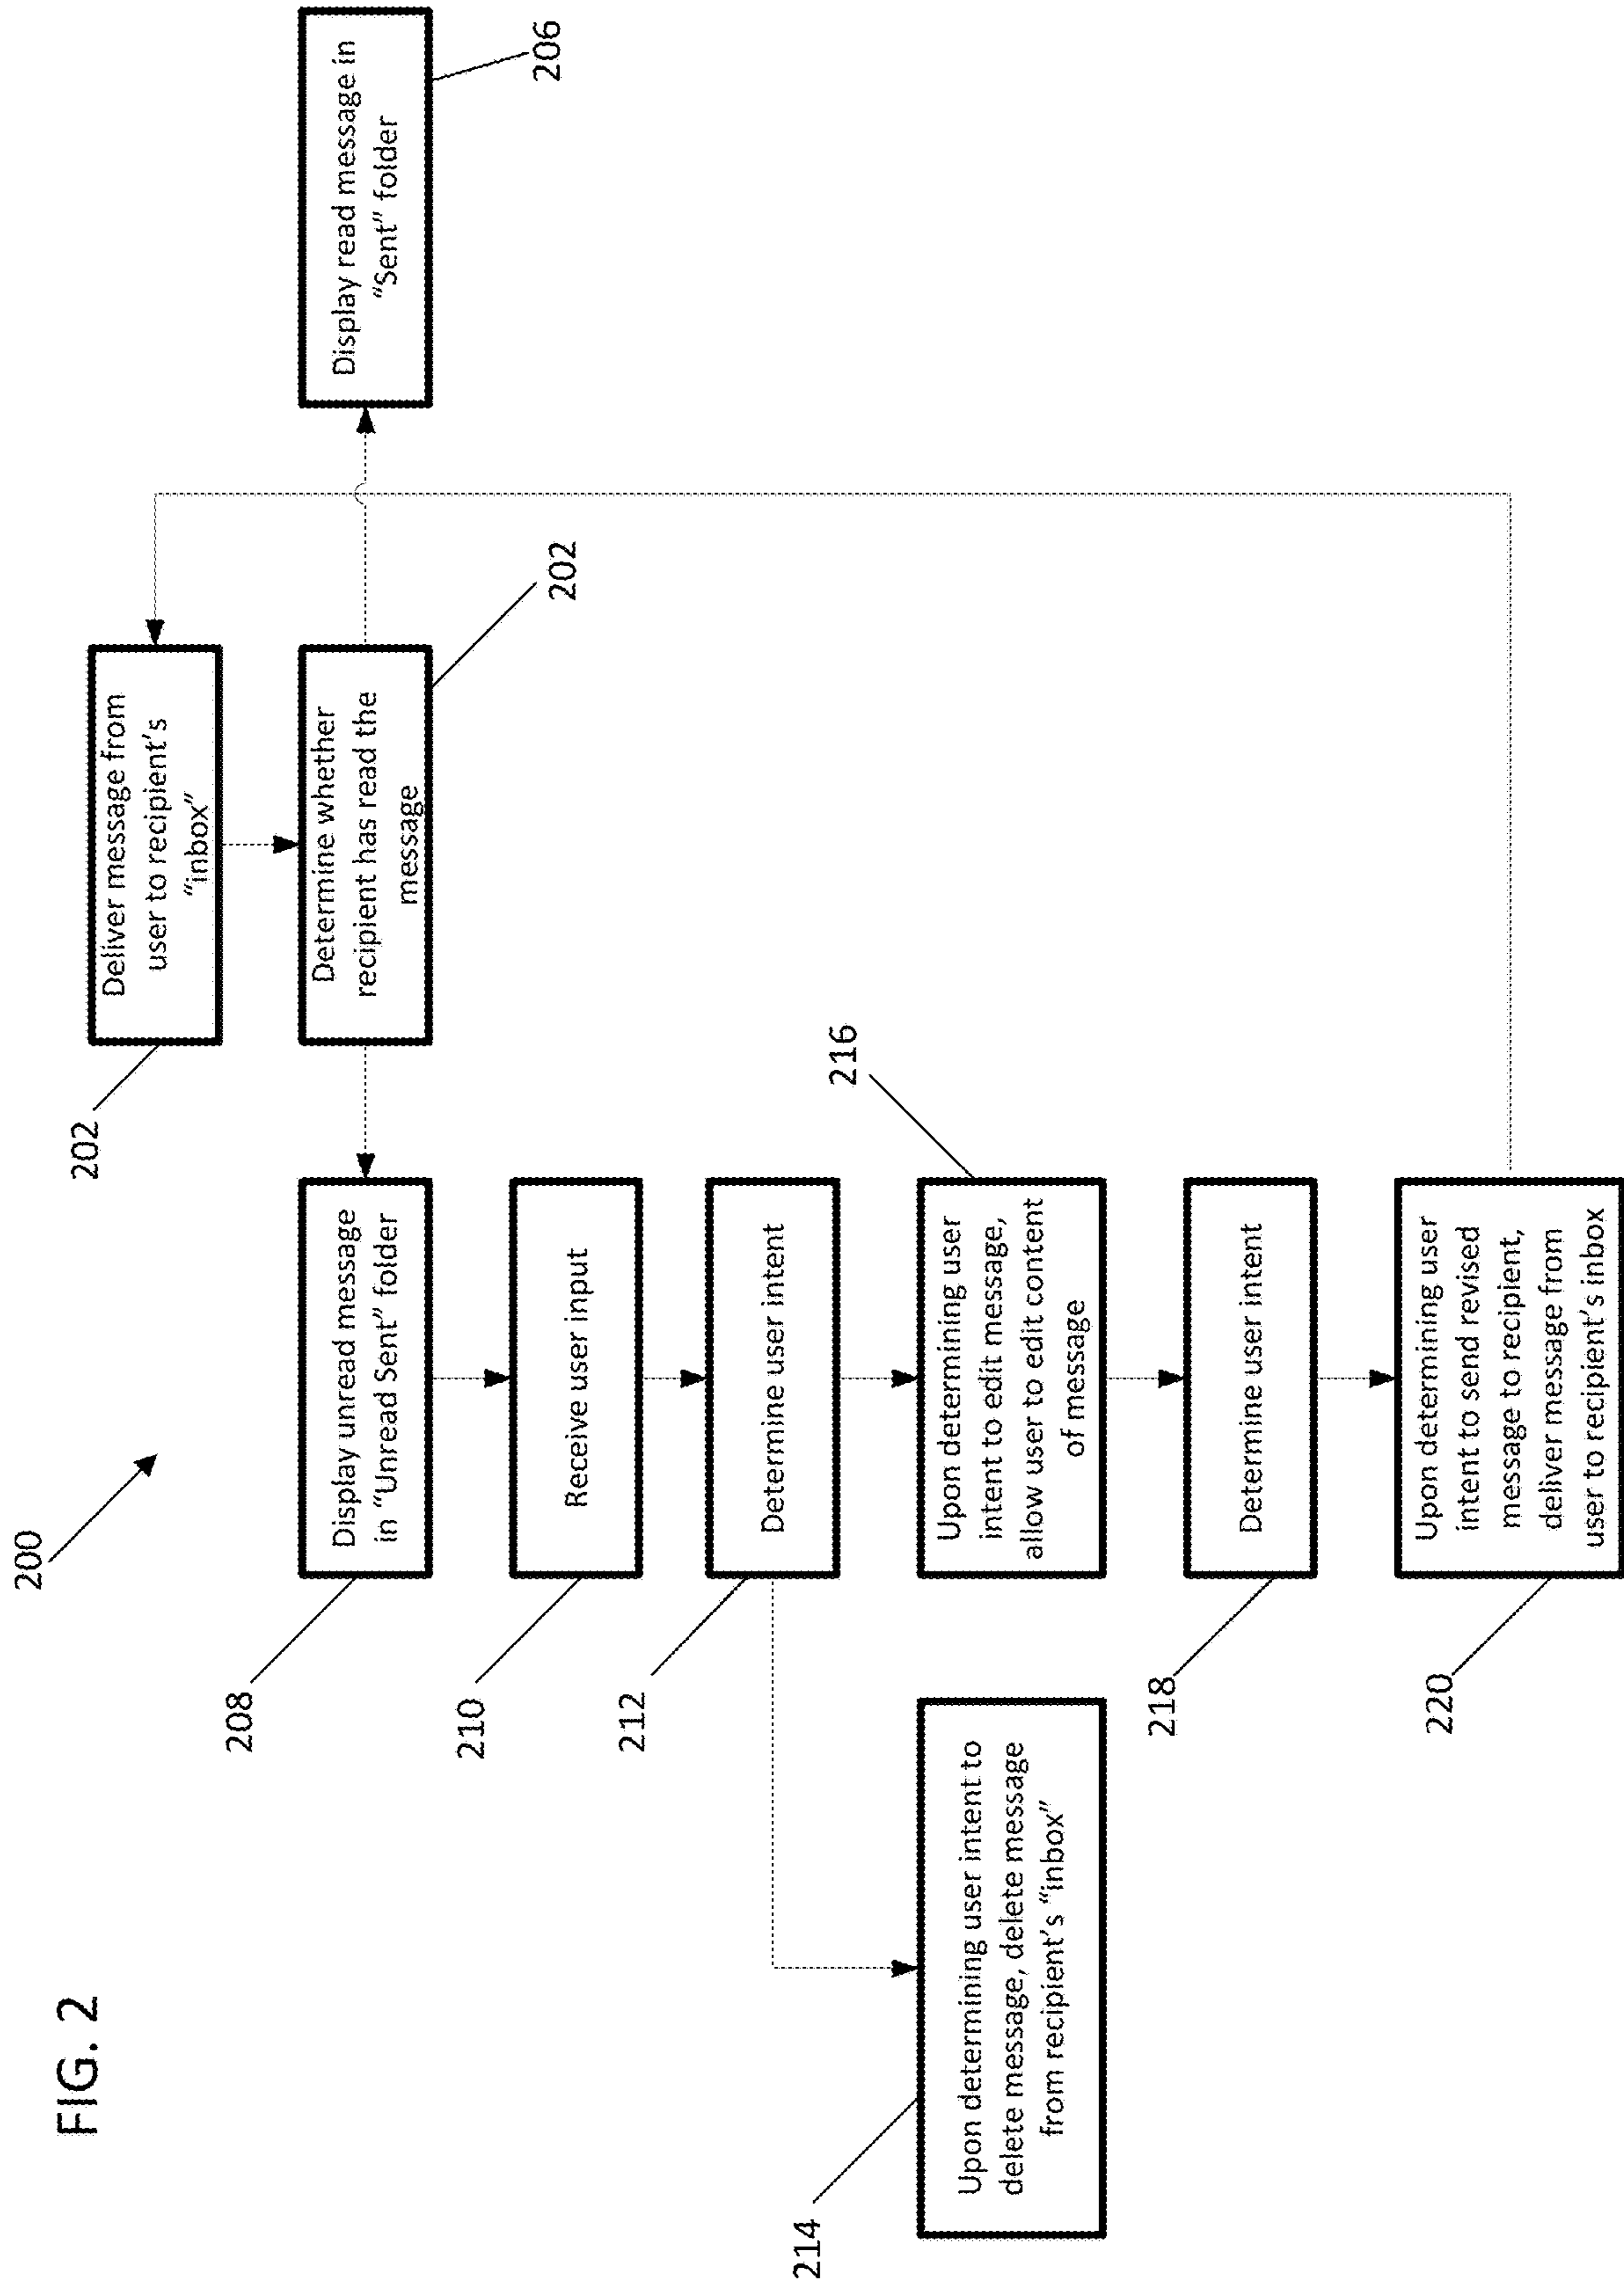 FIG. 2
200
202
Deliver message from
user to recipient's
"inbox"
Determine whether
recipient has read the
message
202
Display read message in
"Sent" folder
206
208
Display unread message
in "Unread Sent" folder
210
Receive user input
212
Determine user intent
214
Upon determining user intent to
delete message, delete message
from recipient's "inbox"
216
Upon determining user
intent to edit message,
allow user to edit content
of message
218
Determine user intent
220
Upon determining user
intent to send revised
message to recipient,
deliver message from
user to recipient's inbox